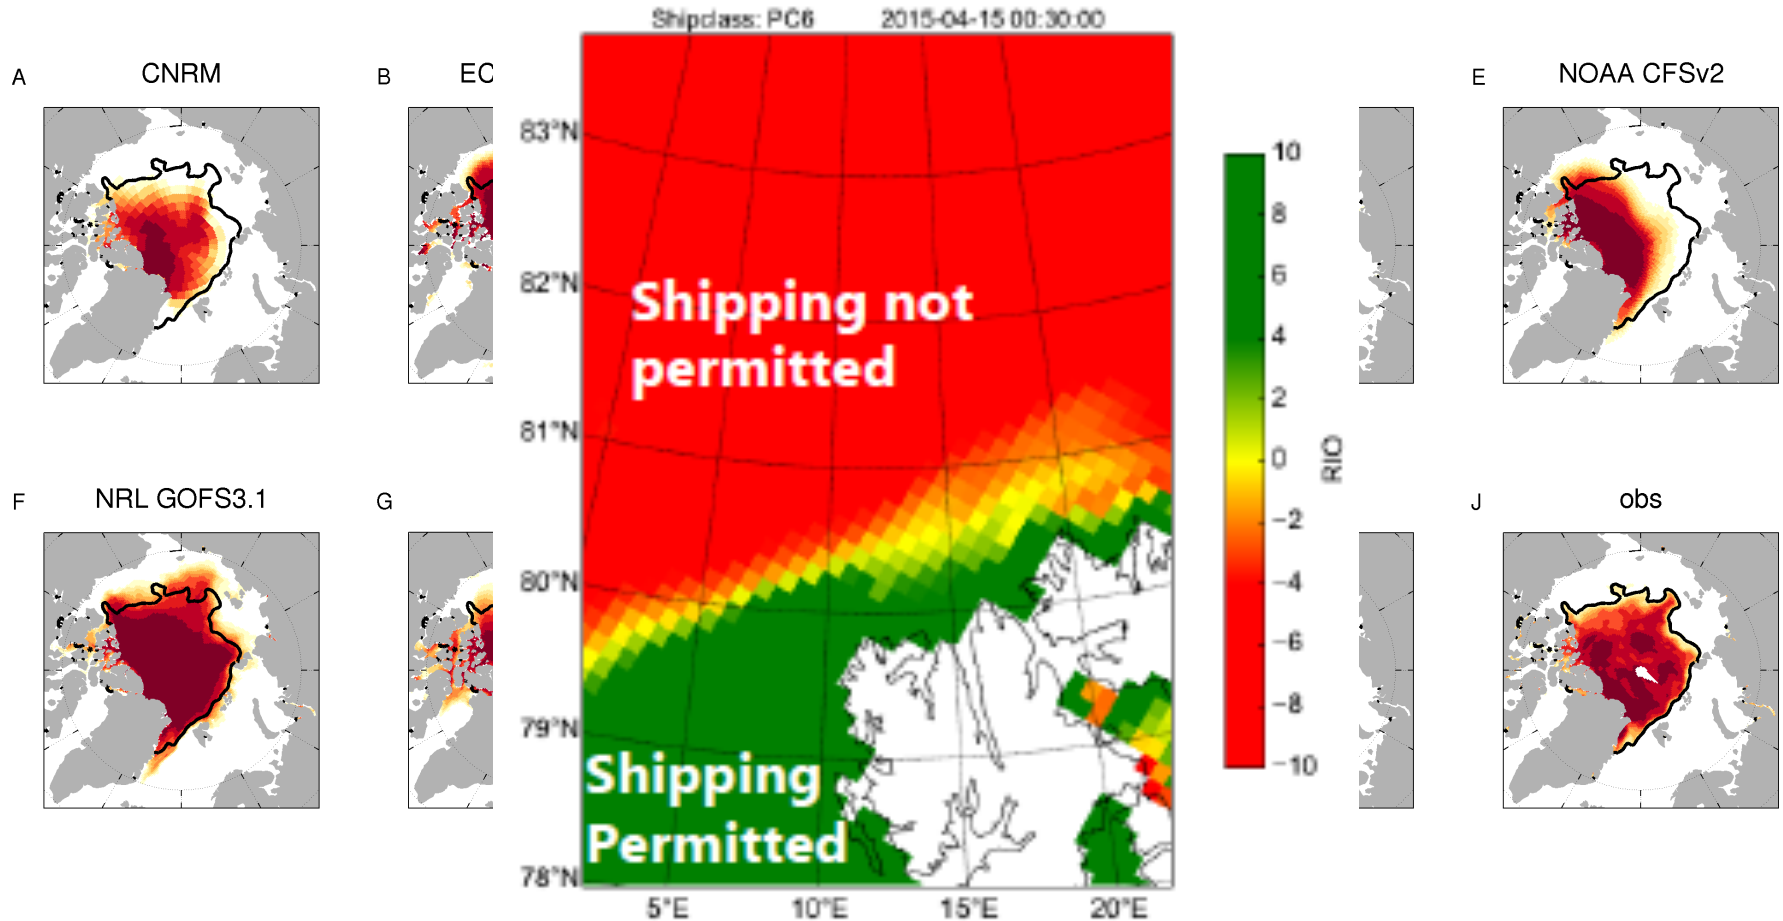 Shipclass: PC6 2015-04-15 00:30:00
A CNRM
B EC
E NOAA CFSv2
83°N
82°N
81°N
80°N
79°N
78°N
Shipping not
permitted
Shipping
Permitted
5°E 10°E 15°E 20°E
10
8
6
4
2
0
−2
−4
−6
−8
−10
RIO
F NRL GOFS3.1
G
J obs